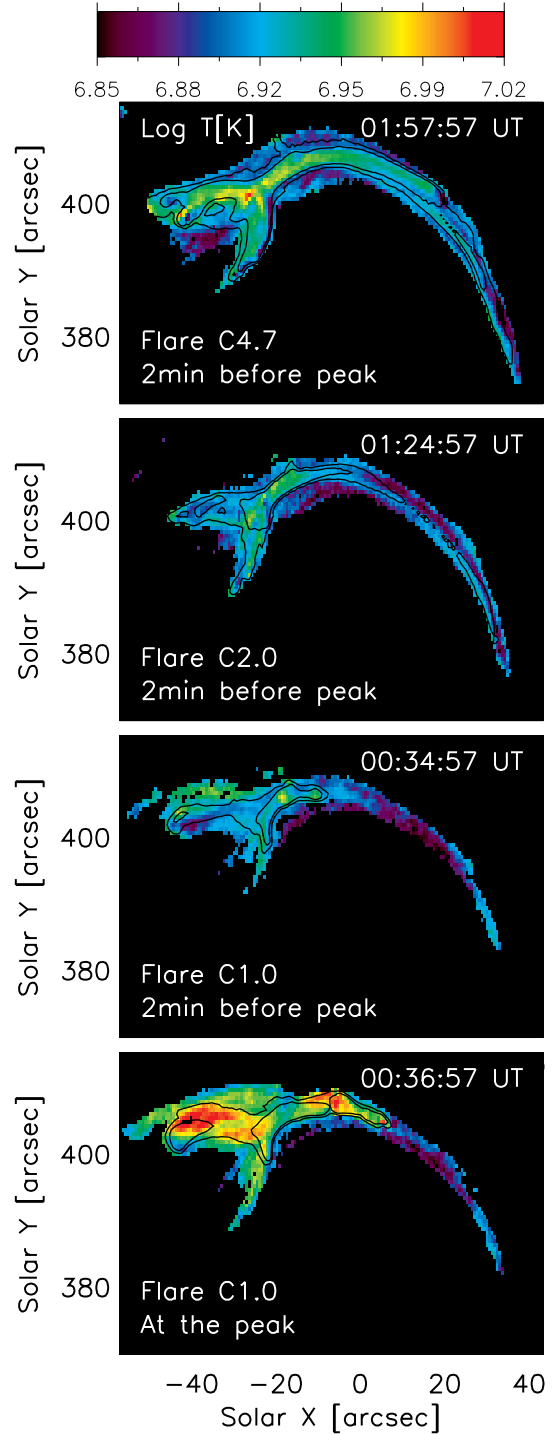 6.85 6.88 6.92 6.95 6.99 7.02
Log T[K] 01:57:57 UT
400
380
Solar Y [arcsec]
Flare C4.7
2min before peak
01:24:57 UT
400
380
Solar Y [arcsec]
Flare C2.0
2min before peak
00:34:57 UT
400
380
Solar Y [arcsec]
Flare C1.0
2min before peak
00:36:57 UT
400
380
Solar Y [arcsec]
Flare C1.0
At the peak
−40 −20 0 20 40
Solar X [arcsec]